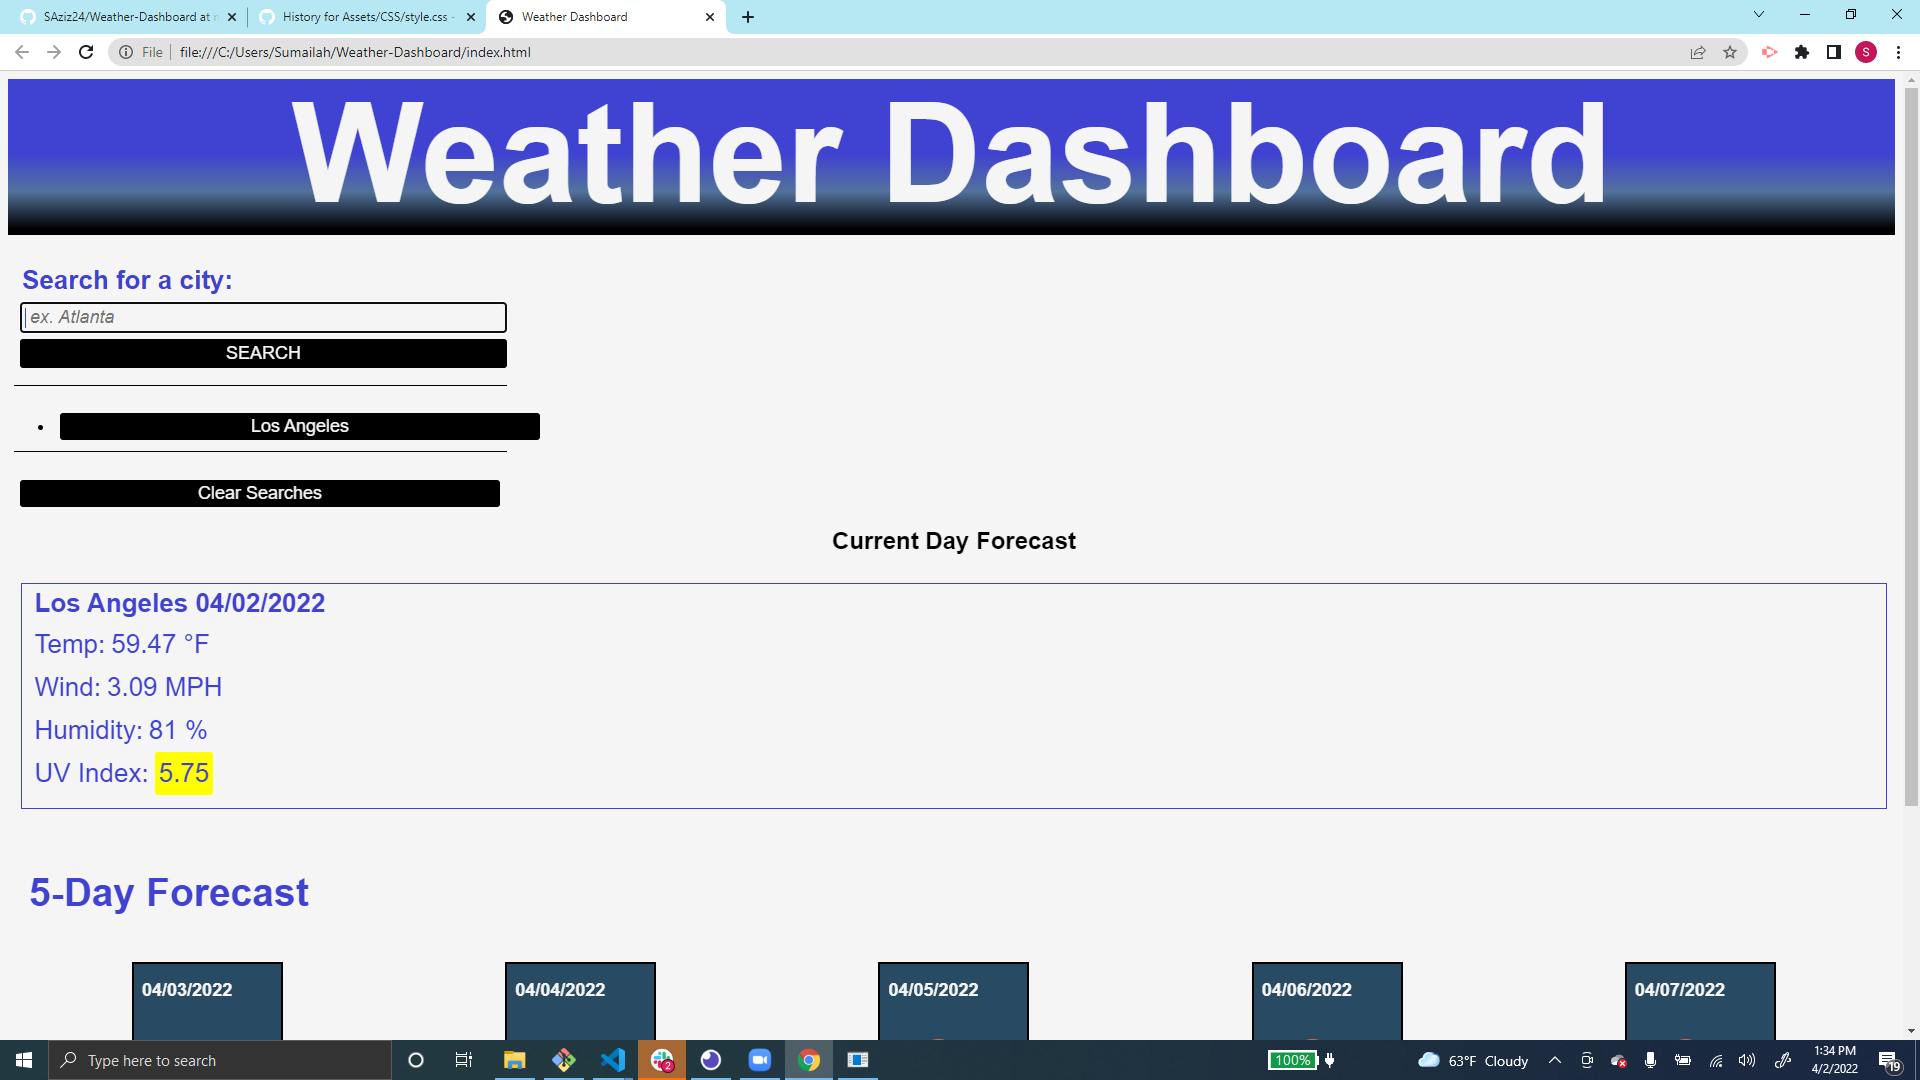 SAziz24/Weather-Dashboard at
History for Assets/CSS/style.css -
Weather Dashboard
File
file:///C:/Users/Sumailah/Weather-Dashboard/index.html
S
Weather Dashboard
Search for a city:
ex. Atlanta
SEARCH
Los Angeles
Clear Searches
Current Day Forecast
Los Angeles 04/02/2022
Temp: 59.47 °F
Wind: 3.09 MPH
Humidity: 81 %
UV Index: 5.75
5-Day Forecast
04/03/2022
04/04/2022
04/05/2022
04/06/2022
04/07/2022
Type here to search
2
100%
63°F Cloudy
1:34 PM
4/2/2022
19